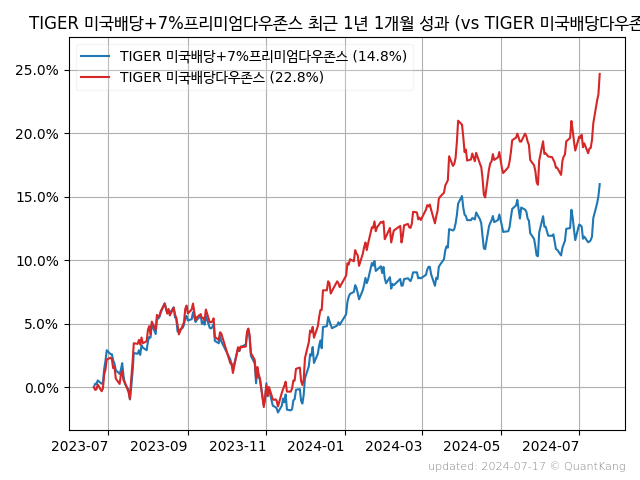 TIGER 미국배당+7%프리미엄다우존스 최근 1년 1개월 성과 (vs TIGER 미국배당다우존
TIGER 미국배당+7%프리미엄다우존스 (14.8%)
TIGER 미국배당다우존스 (22.8%)
25.0%
20.0%
15.0%
10.0%
5.0%
0.0%
2023-07 2023-09 2023-11 2024-01 2024-03 2024-05 2024-07
updated: 2024-07-17 © QuantKang